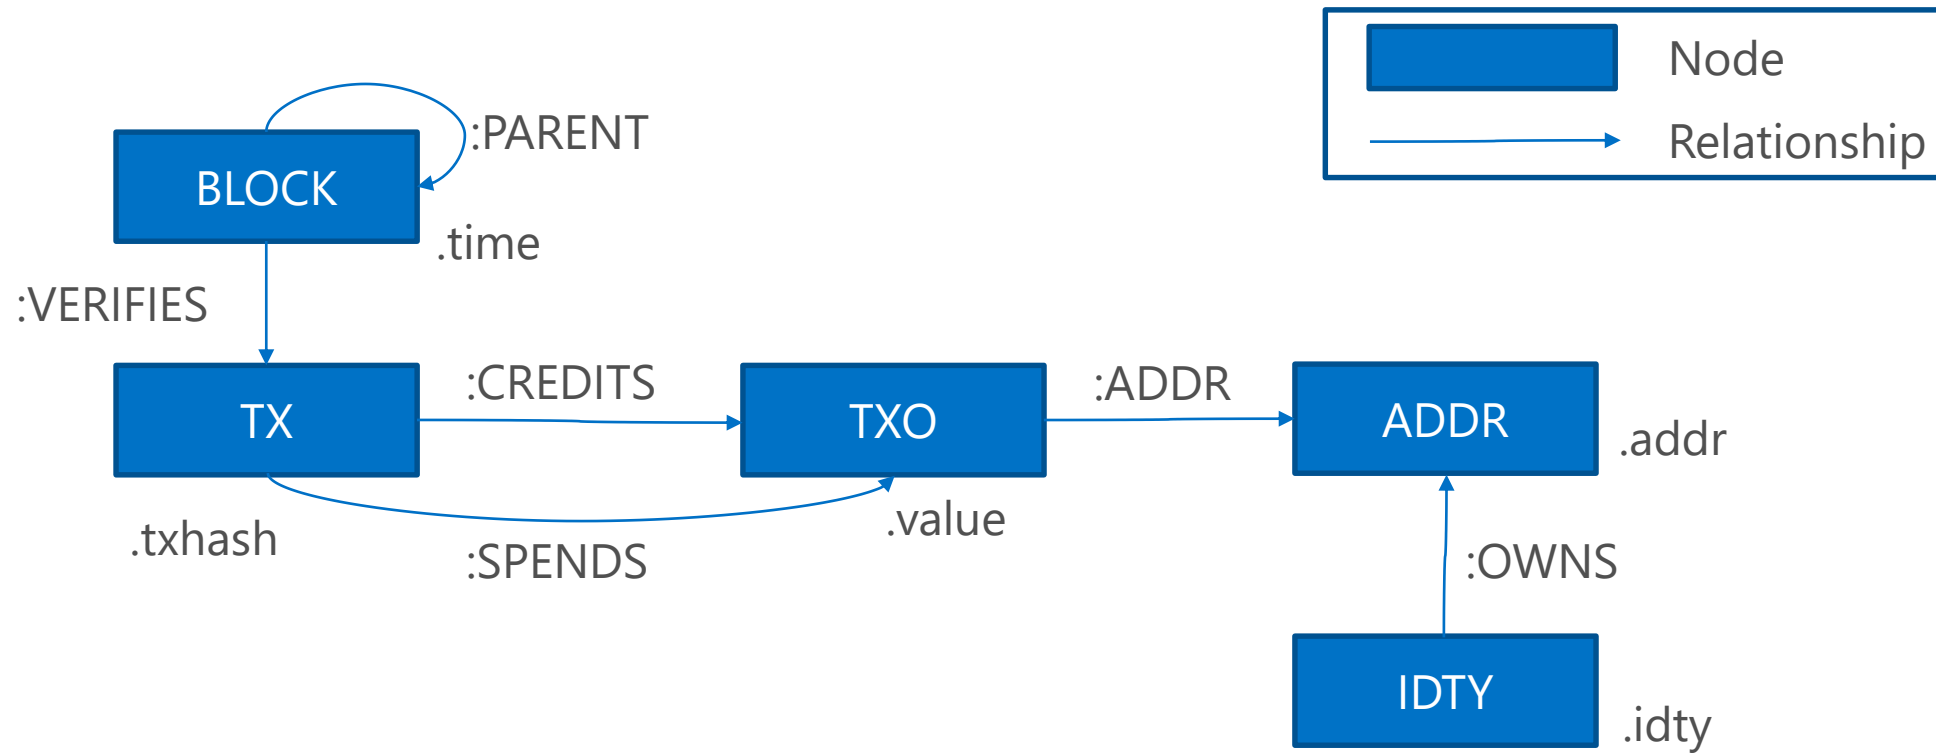 Node
Relationship
:PARENT
BLOCK
.time
:VERIFIES
:CREDITS
:ADDR
TX
TXO
ADDR
.addr
.txhash
.value
:SPENDS
:OWNS
IDTY
.idty